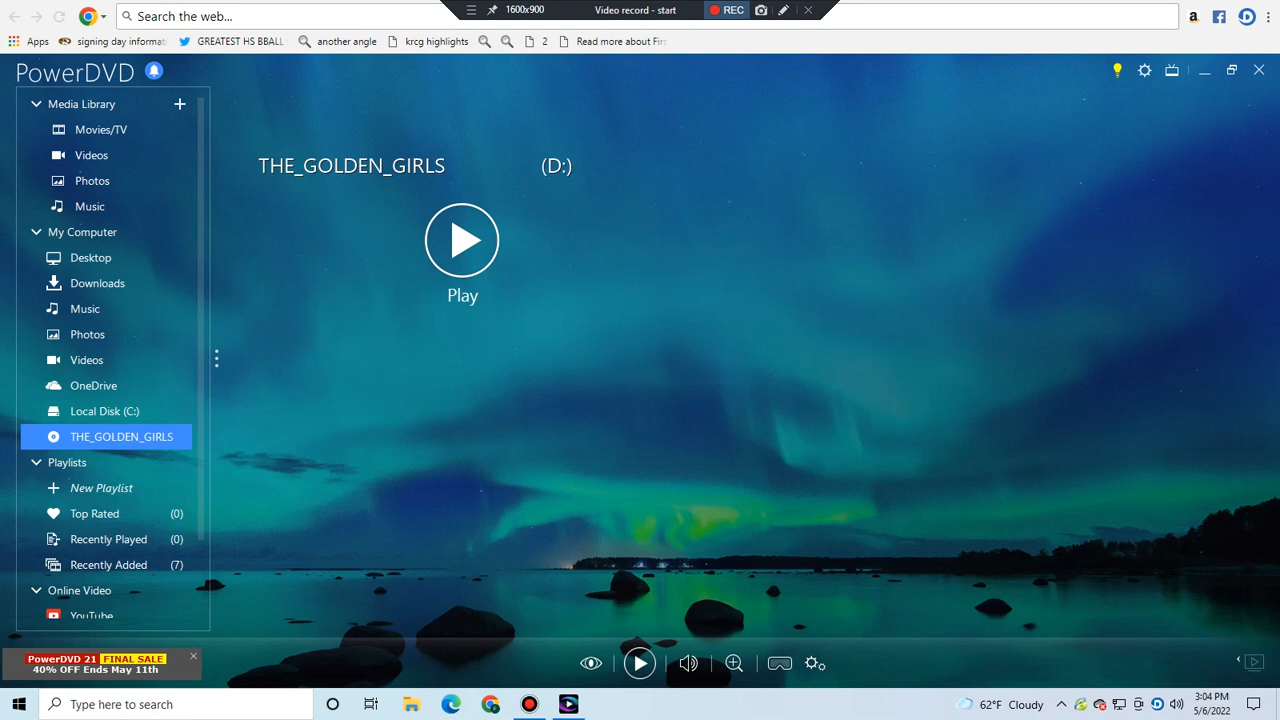 1600x900 Video record - start REC
Search the web...
Apps signing day informat GREATEST HS BBALL another angle krcg highlights 2 Read more about Firs
PowerDVD
Media Library
Movies/TV
Videos
Photos
Music
My Computer
Desktop
Downloads
Music
Photos
Videos
OneDrive
Local Disk (C:)
THE_GOLDEN_GIRLS
Playlists
New Playlist
Top Rated (0)
Recently Played (0)
Recently Added (7)
Online Video
YouTube
THE_GOLDEN_GIRLS (D:)
Play
PowerDVD 21 FINAL SALE
40% OFF Ends May 11th
Type here to search
62°F Cloudy
3:04 PM
5/6/2022